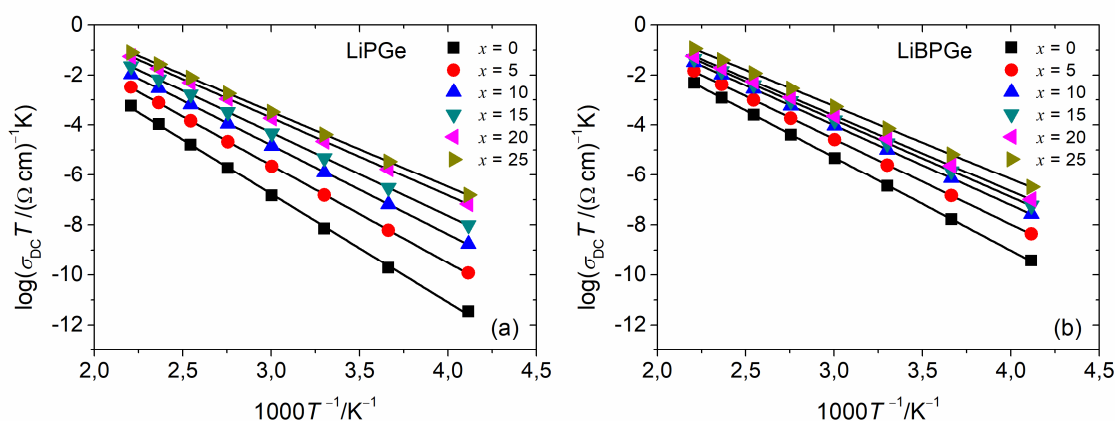 LiPGe
x = 0
x = 5
x = 10
x = 15
x = 20
x = 25
(a)
0
-2
-4
-6
-8
-10
-12
2,0 2,5 3,0 3,5 4,0 4,5
log(σDC T /(Ω cm)⁻¹K)
1000T ⁻¹/K⁻¹
LiBPGe
x = 0
x = 5
x = 10
x = 15
x = 20
x = 25
(b)
0
-2
-4
-6
-8
-10
-12
2,0 2,5 3,0 3,5 4,0 4,5
log(σDC T /(Ω cm)⁻¹K)
1000T ⁻¹/K⁻¹